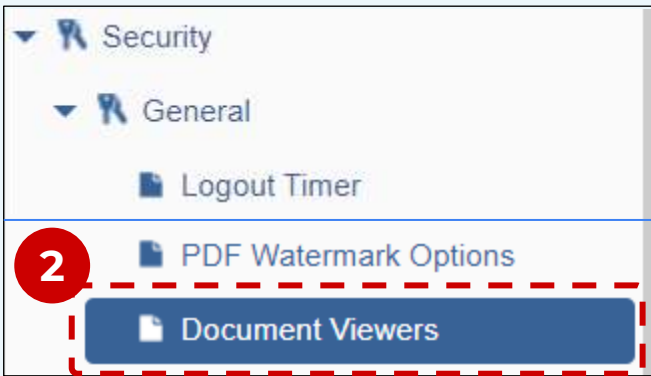 Security
General
Logout Timer
PDF Watermark Options
2
Document Viewers